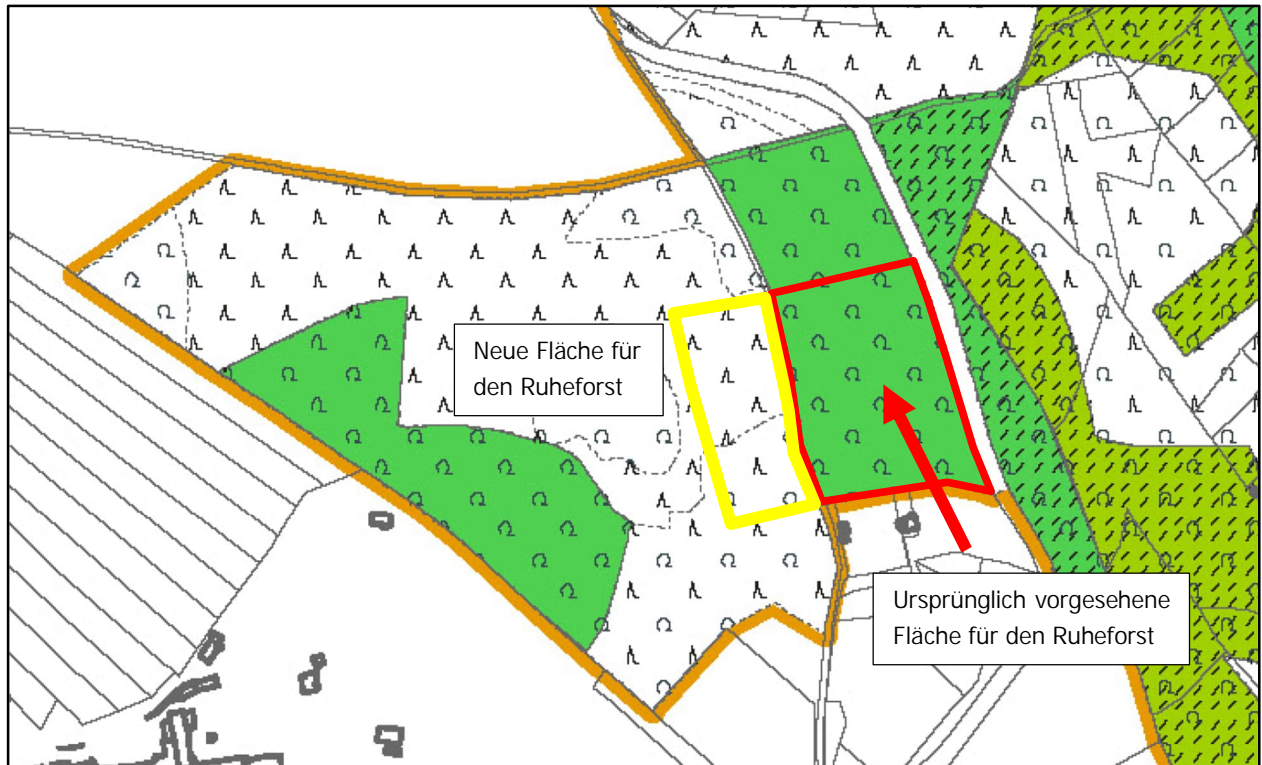 Neue Fläche für
den Ruheforst
Ursprünglich vorgesehene
Fläche für den Ruheforst